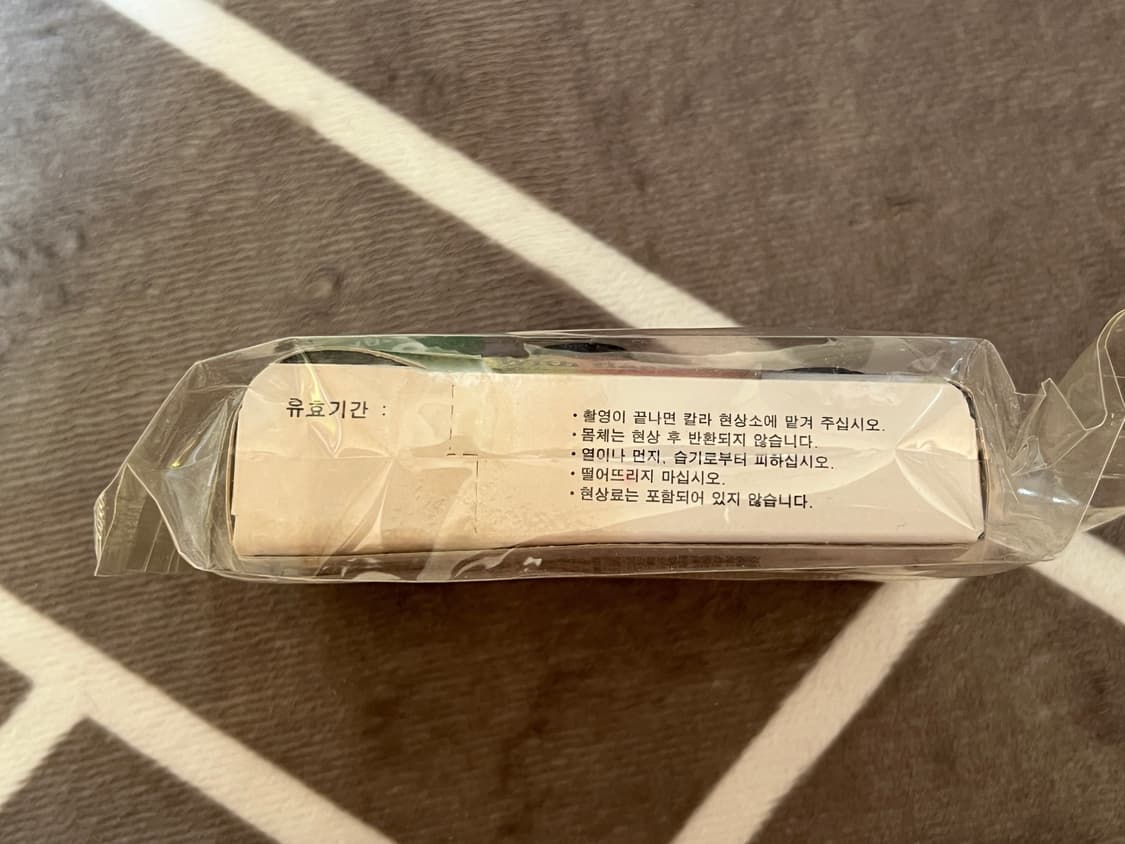 유효기간 :
• 촬영이 끝나면 칼라 현상소에 맡겨 주십시오.
• 몸체는 현상 후 반환되지 않습니다.
• 열이나 먼지, 습기로부터 피하십시오.
• 떨어뜨리지 마십시오.
• 현상료는 포함되어 있지 않습니다.